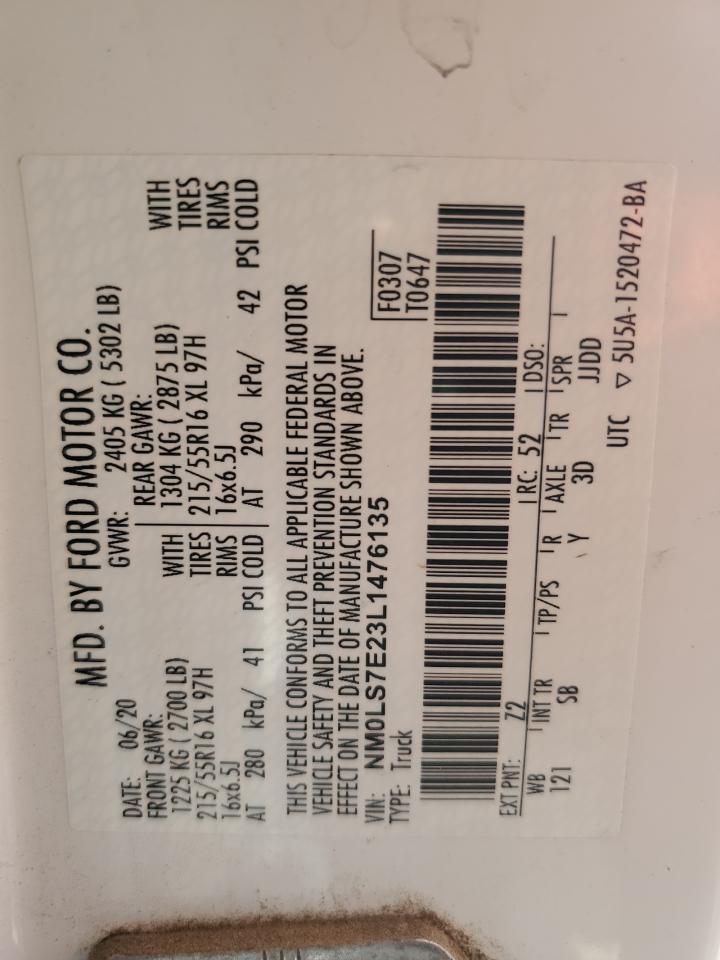 MFD. BY FORD MOTOR CO.
DATE: 06/20 GVWR: 2405 KG ( 5302 LB)
FRONT GAWR: REAR GAWR:
1225 KG ( 2700 LB) WITH 1304 KG ( 2875 LB) WITH
215/55R16 XL 97H TIRES 215/55R16 XL 97H TIRES
16x6.5J RIMS 16x6.5J RIMS
AT 280 kPa/ 41 PSI COLD AT 290 kPa/ 42 PSI COLD
THIS VEHICLE CONFORMS TO ALL APPLICABLE FEDERAL MOTOR
VEHICLE SAFETY AND THEFT PREVENTION STANDARDS IN
EFFECT ON THE DATE OF MANUFACTURE SHOWN ABOVE.
VIN: NM0LS7E23L1476135 F0307
TYPE: Truck T0647
EXT PNT: Z2 RC: 52 DSO:
WB INT TR TP/PS R AXLE TR SPR
121 SB Y 3D JJDD
UTC ▽ 5U5A-1520472-BA